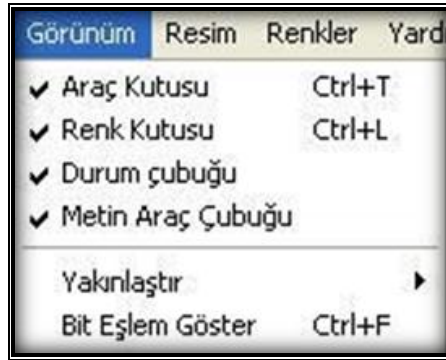 Görünüm Resim Renkler Yard
Araç Kutusu Ctrl+T
Renk Kutusu Ctrl+L
Durum çubuğu
Metin Araç Çubuğu
Yakınlaştır
Bit Eşlem Göster Ctrl+F